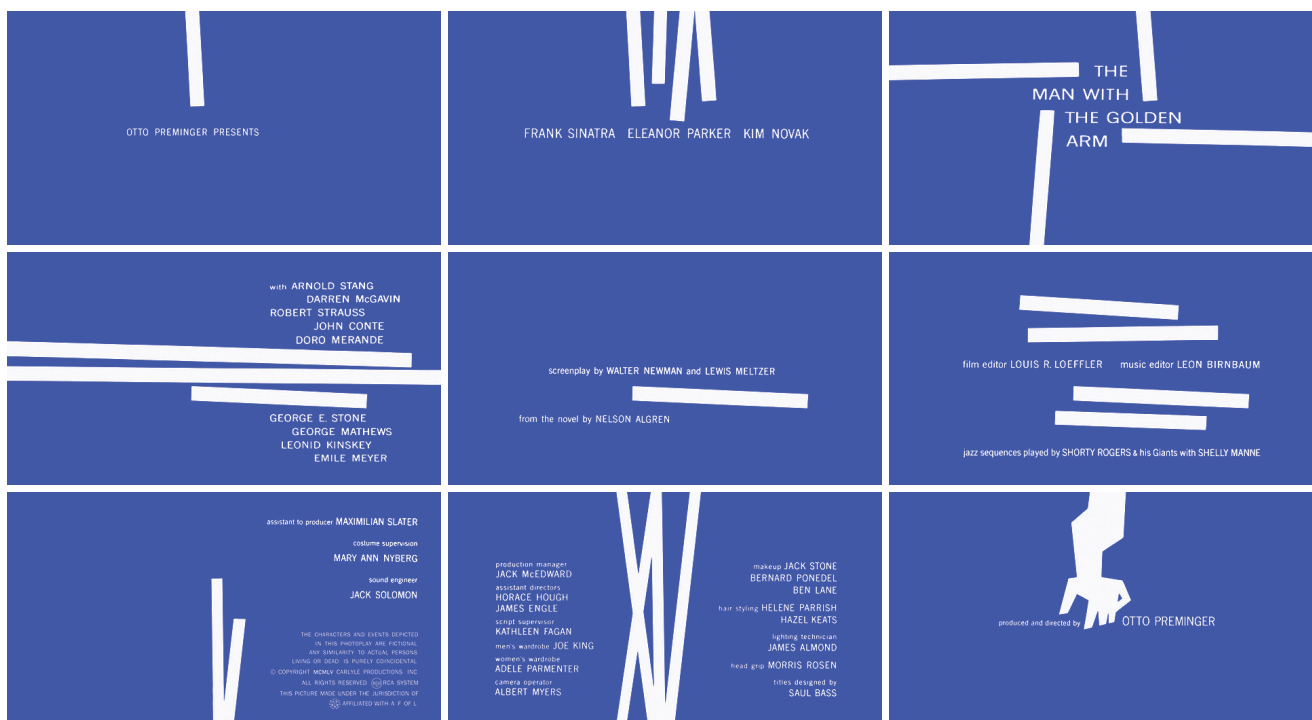 OTTO PREMINGER PRESENTS
FRANK SINATRA ELEANOR PARKER KIM NOVAK
THE
MAN WITH
THE GOLDEN
ARM
with ARNOLD STANG
DARREN McGAVIN
ROBERT STRAUSS
JOHN CONTE
DORO MERANDE
GEORGE E. STONE
GEORGE MATHEWS
LEONID KINSKEY
EMILE MEYER
screenplay by WALTER NEWMAN and LEWIS MELTZER
from the novel by NELSON ALGREN
film editor LOUIS R. LOEFFLER music editor LEON BIRNBAUM
jazz sequences played by SHORTY ROGERS & his Giants with SHELLY MANNE
assistant to producer MAXIMILIAN SLATER
costume supervision
MARY ANN NYBERG
sound engineer
JACK SOLOMON
THE CHARACTERS AND EVENTS DEPICTED
IN THIS PHOTOPLAY ARE FICTIONAL
ANY SIMILARITY TO ACTUAL PERSONS
LIVING OR DEAD IS PURELY COINCIDENTAL
© COPYRIGHT MCMLV CARLYLE PRODUCTIONS INC
ALL RIGHTS RESERVED RCA SYSTEM
THIS PICTURE MADE UNDER THE JURISDICTION OF
AFFILIATED WITH A F OF L
production manager
JACK McEDWARD
assistant directors
HORACE HOUGH
JAMES ENGLE
script supervisor
KATHLEEN FAGAN
men's wardrobe JOE KING
women's wardrobe
ADELE PARMENTER
camera operator
ALBERT MYERS
makeup JACK STONE
BERNARD PONEDEL
BEN LANE
hair styling HELENE PARRISH
HAZEL KEATS
lighting technician
JAMES ALMOND
head grip MORRIS ROSEN
titles designed by
SAUL BASS
produced and directed by OTTO PREMINGER